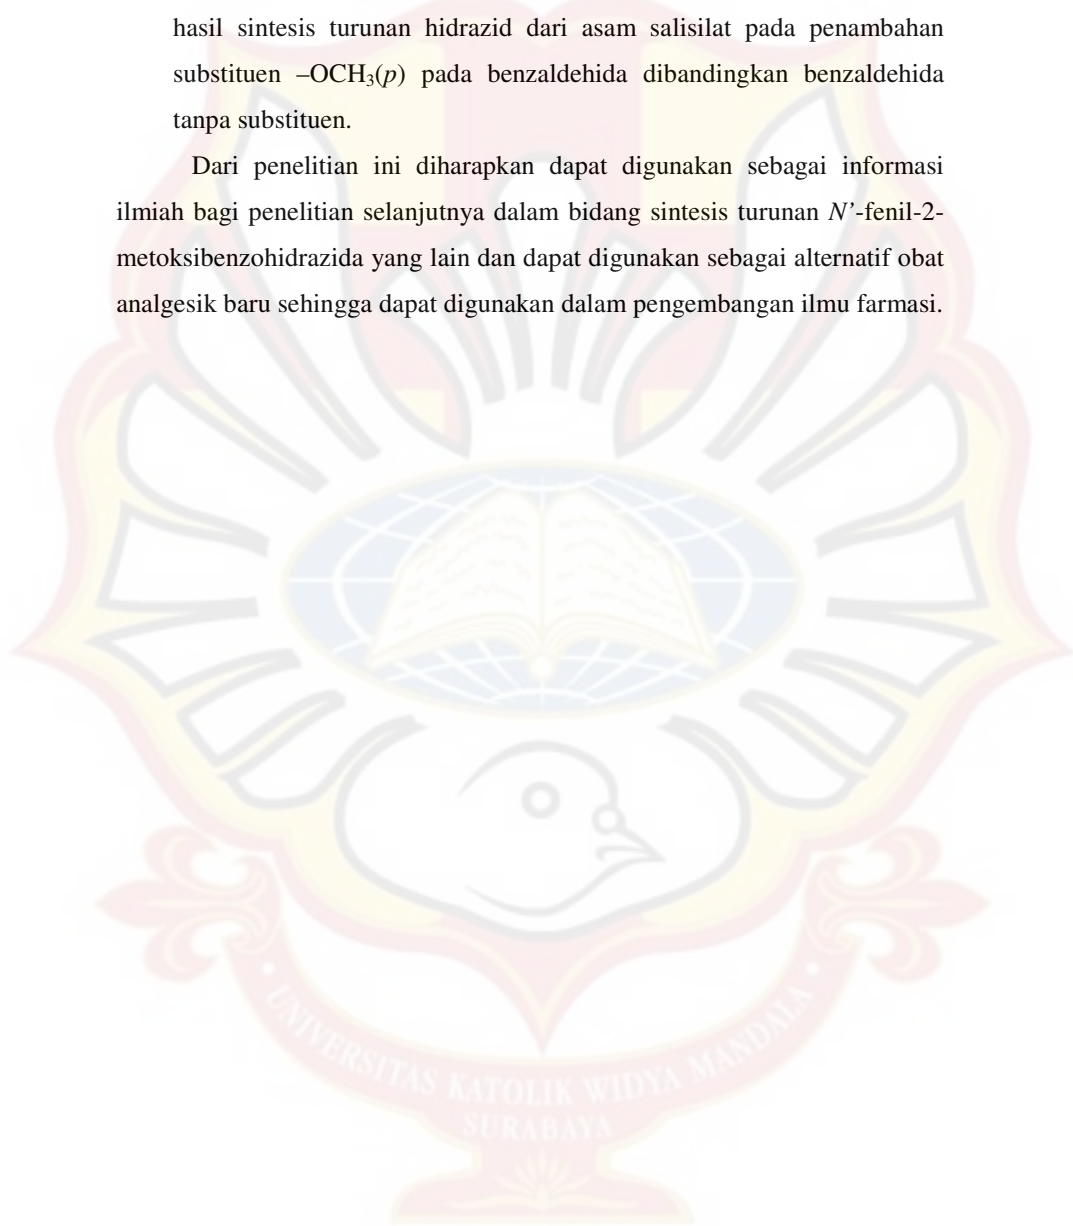 hasil sintesis turunan hidrazid dari asam salisilat pada penambahan
substituen –OCH₃(p) pada benzaldehida dibandingkan benzaldehida
tanpa substituen.
Dari penelitian ini diharapkan dapat digunakan sebagai informasi
ilmiah bagi penelitian selanjutnya dalam bidang sintesis turunan N’-fenil-2-
metoksibenzohidrazida yang lain dan dapat digunakan sebagai alternatif obat
analgesik baru sehingga dapat digunakan dalam pengembangan ilmu farmasi.
• UNIVERSITAS KATOLIK WIDYA MANDALA •
SURABAYA